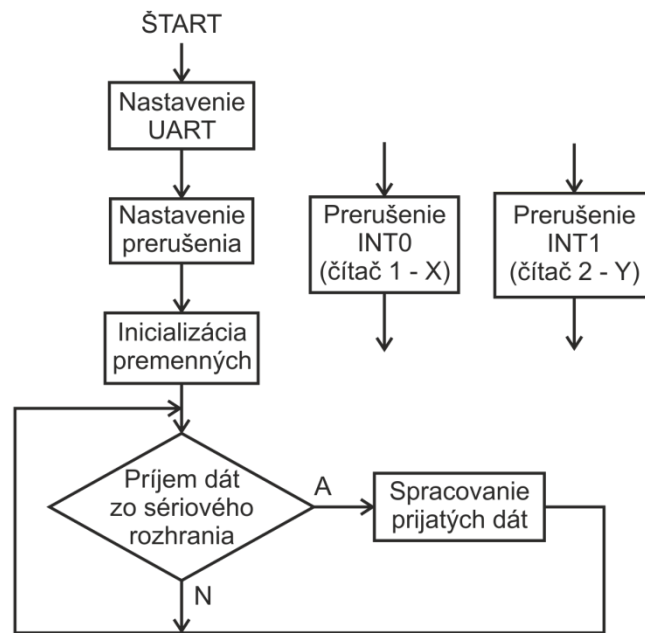 ŠTART
Nastavenie
UART
Nastavenie
prerušenia
Inicializácia
premenných
Príjem dát
zo sériového
rozhrania
A
N
Spracovanie
prijatých dát
Prerušenie
INT0
(čítač 1 - X)
Prerušenie
INT1
(čítač 2 - Y)